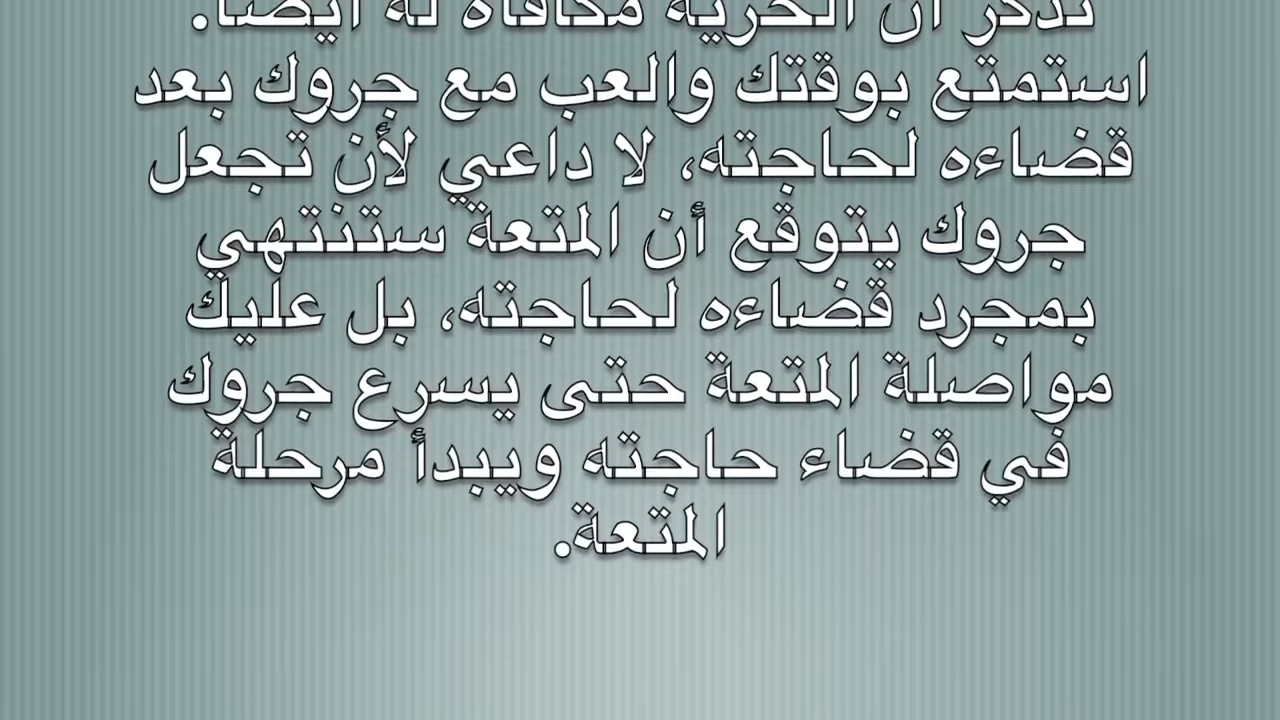 تذكر أن الحرية مكافأة له أيضا.
استمتع بوقتك والعب مع جروك بعد
قضاءه لحاجته، لا داعي لأن تجعل
جروك يتوقع أن المتعة ستنتهي
بمجرد قضاءه لحاجته، بل عليك
مواصلة المتعة حتى يسرع جروك
في قضاء حاجته ويبدأ مرحلة
المتعة.